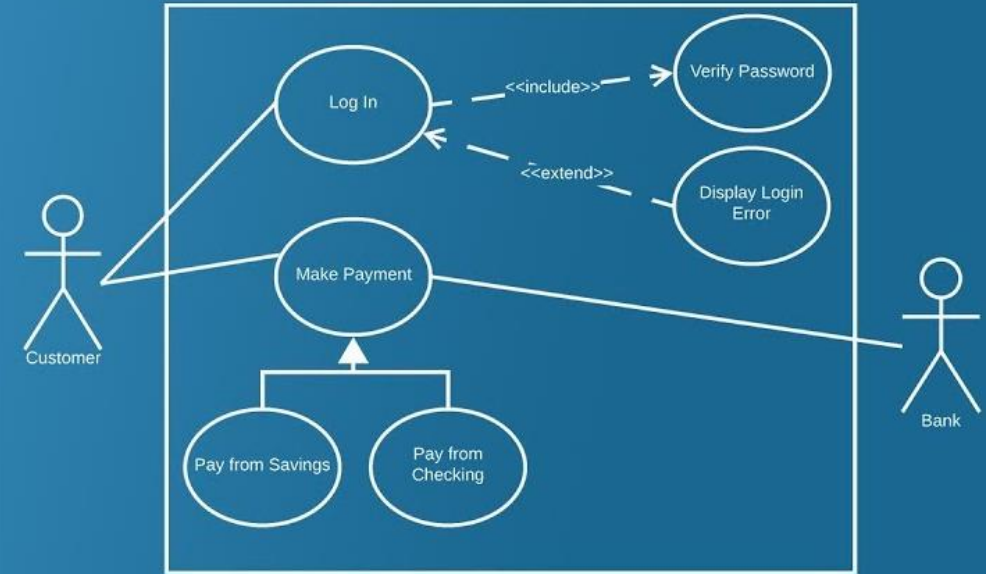 Verify Password
Log In
<<include>>
<<extend>>
Display Login
Error
Make Payment
Customer
Bank
Pay from Savings
Pay from
Checking